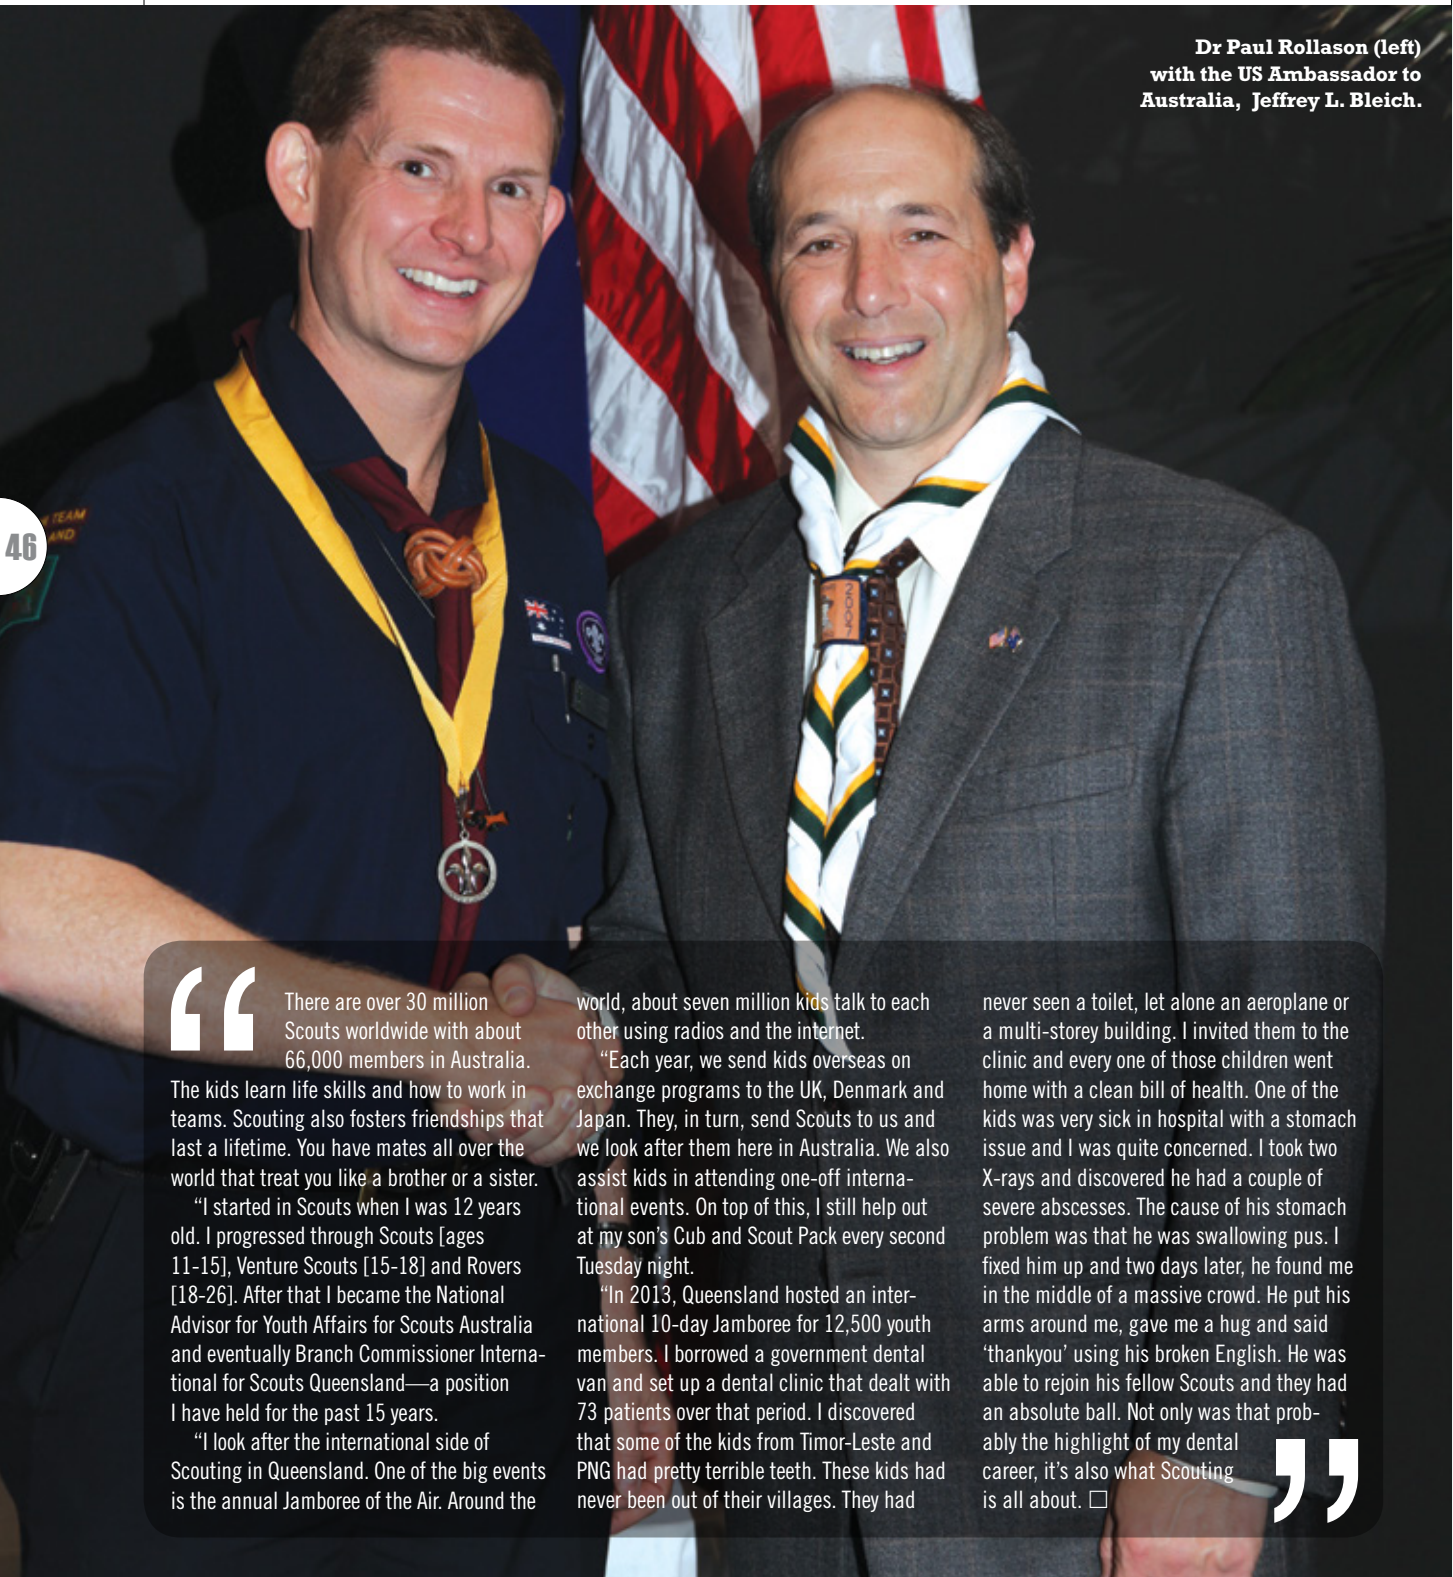 Dr Paul Rollason (left)
with the US Ambassador to
Australia, Jeffrey L. Bleich.
TEAM
AND
46
2007
“
There are over 30 million
Scouts worldwide with about
66,000 members in Australia.
The kids learn life skills and how to work in
teams. Scouting also fosters friendships that
last a lifetime. You have mates all over the
world that treat you like a brother or a sister.
“I started in Scouts when I was 12 years
old. I progressed through Scouts [ages
11-15], Venture Scouts [15-18] and Rovers
[18-26]. After that I became the National
Advisor for Youth Affairs for Scouts Australia
and eventually Branch Commissioner Interna-
tional for Scouts Queensland—a position
I have held for the past 15 years.
“I look after the international side of
Scouting in Queensland. One of the big events
is the annual Jamboree of the Air. Around the
world, about seven million kids talk to each
other using radios and the internet.
“Each year, we send kids overseas on
exchange programs to the UK, Denmark and
Japan. They, in turn, send Scouts to us and
we look after them here in Australia. We also
assist kids in attending one-off interna-
tional events. On top of this, I still help out
at my son’s Cub and Scout Pack every second
Tuesday night.
“In 2013, Queensland hosted an inter-
national 10-day Jamboree for 12,500 youth
members. I borrowed a government dental
van and set up a dental clinic that dealt with
73 patients over that period. I discovered
that some of the kids from Timor-Leste and
PNG had pretty terrible teeth. These kids had
never been out of their villages. They had
never seen a toilet, let alone an aeroplane or
a multi-storey building. I invited them to the
clinic and every one of those children went
home with a clean bill of health. One of the
kids was very sick in hospital with a stomach
issue and I was quite concerned. I took two
X-rays and discovered he had a couple of
severe abscesses. The cause of his stomach
problem was that he was swallowing pus. I
fixed him up and two days later, he found me
in the middle of a massive crowd. He put his
arms around me, gave me a hug and said
‘thankyou’ using his broken English. He was
able to rejoin his fellow Scouts and they had
an absolute ball. Not only was that prob-
ably the highlight of my dental
career, it’s also what Scouting
is all about. □
”